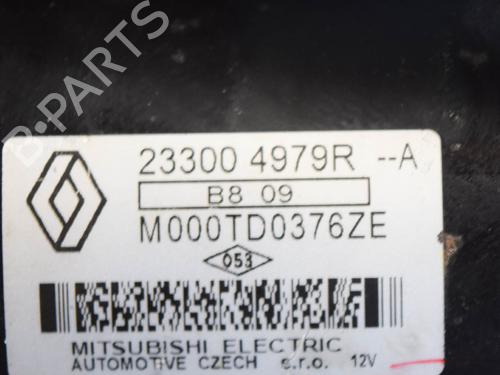 B-PARTS
23300 4979R --A
B8 09
M000TD0376ZE
053
MITSUBISHI ELECTRIC
AUTOMOTIVE CZECH s.r.o. 12V